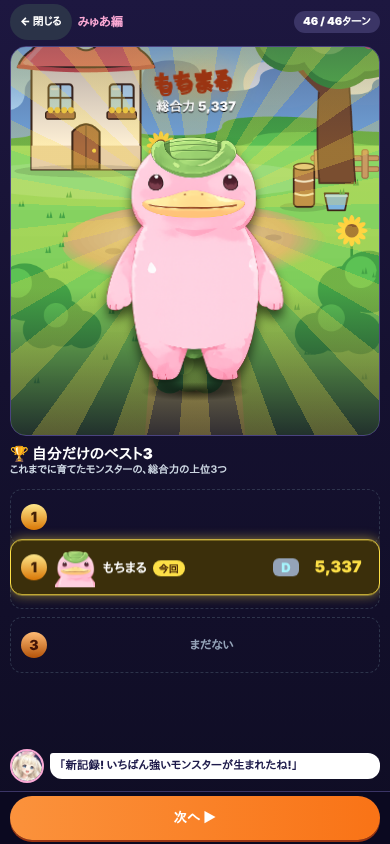 ← 閉じる
みゅあ編
46 / 46ターン
もちまる
総合力 5,337
🏆 自分だけのベスト3
これまでに育てたモンスターの、総合力の上位3つ
1
1 もちまる 今回 D 5,337
3 まだない
「新記録! いちばん強いモンスターが生まれたね!」
次へ ▶